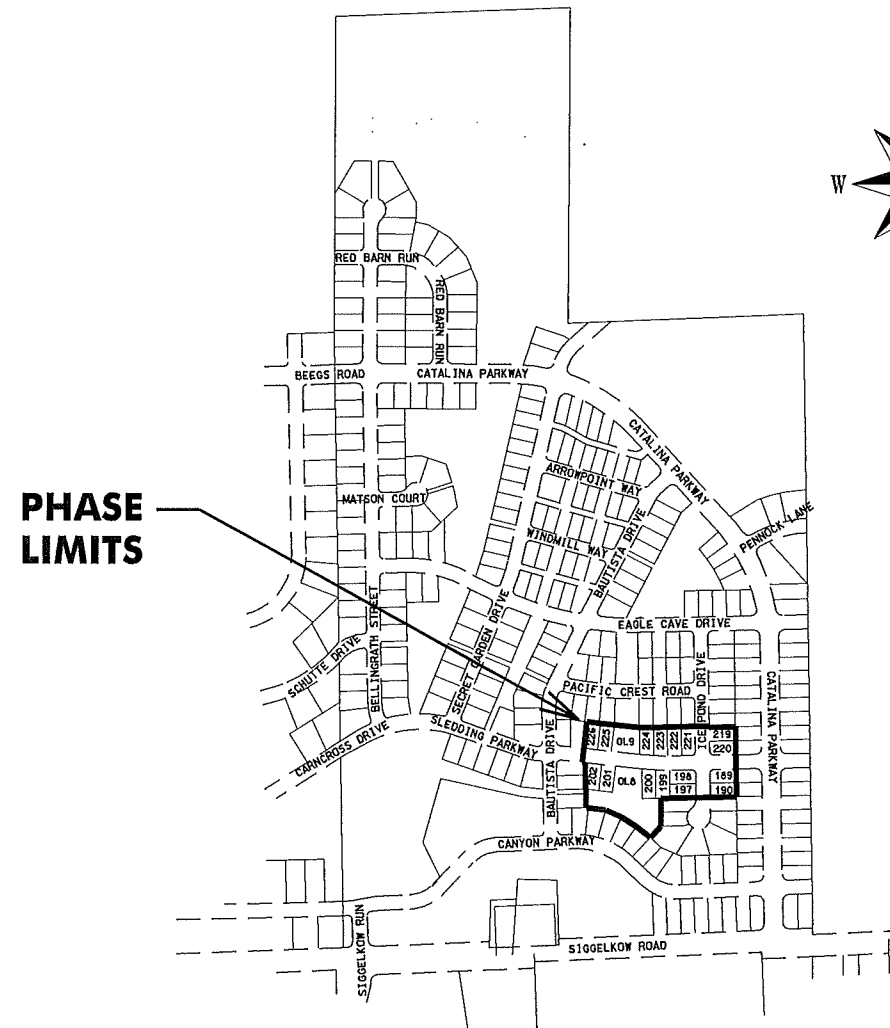 W
RED BARN RUN
RED BARN RUN
BEEGS ROAD
CATALINA PARKWAY
CATALINA PARKWAY
ARROWPOINT WAY
MATSON COURT
PHASE
LIMITS
WINDMILL WAY
BAUTISTA DRIVE
PENNOCK LANE
EAGLE CAVE DRIVE
SCHUTTE DRIVE
BELLINGRATH STREET
SECRET GARDEN DRIVE
PACIFIC CREST ROAD
ICE POND DRIVE
CATALINA PARKWAY
CARNCROSS DRIVE
SLEDDING PARKWAY
BAUTISTA DRIVE
226 225 OL9 224 223 222 221 219
220
202 201 OL8 200 199 198 189
197 190
CANYON PARKWAY
SIGGELKOW RUN
SIGGELKOW ROAD